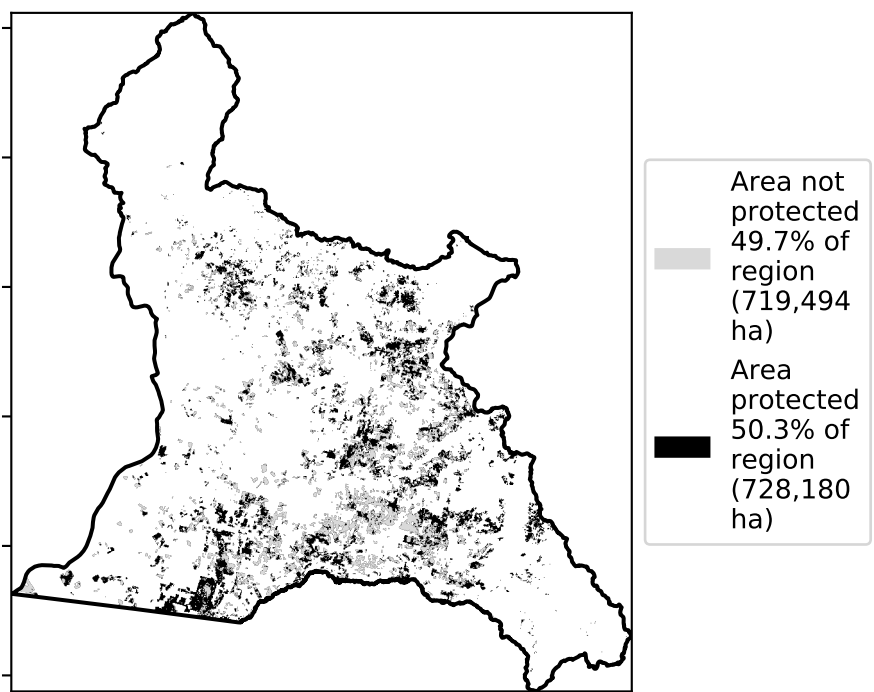 Area not
protected
49.7% of
region
(719,494
ha)
Area
protected
50.3% of
region
(728,180
ha)